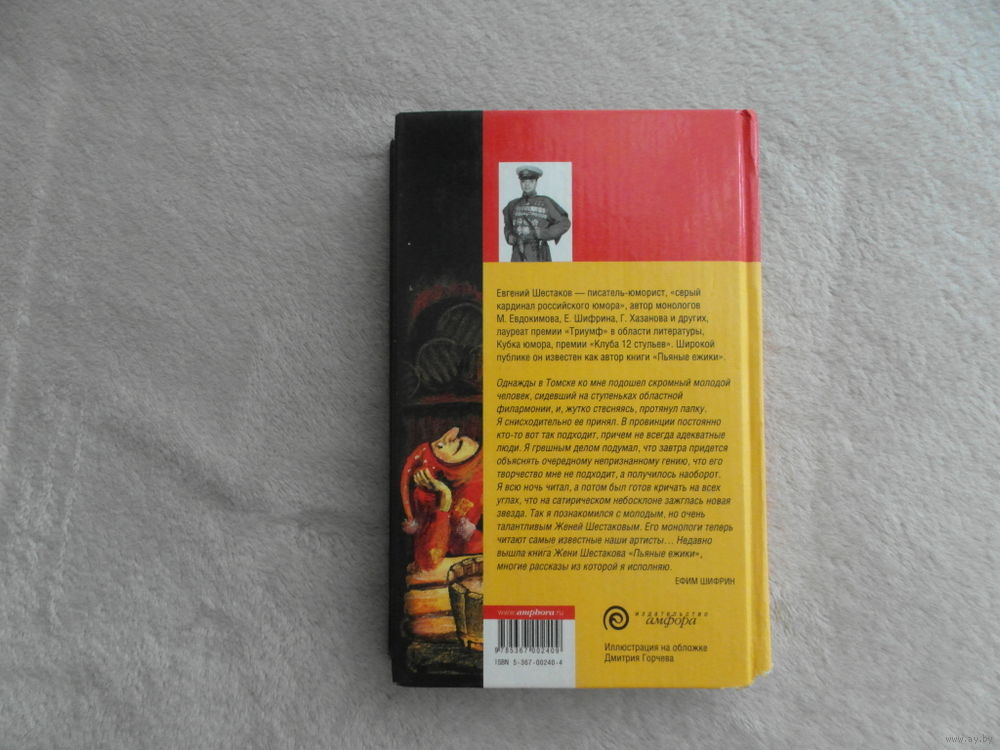 Евгений Шестаков — писатель-юморист, «серый
кардинал российского юмора», автор монологов
М. Евдокимова, Е. Шифрина, Г. Хазанова и других,
лауреат премии «Триумф» в области литературы,
Кубка юмора, премии «Клуба 12 стульев». Широкой
публике он известен как автор книги «Пьяные ежики».
Однажды в Томске ко мне подошел скромный молодой
человек, сидевший на ступеньках областной
филармонии, и, жутко стесняясь, протянул папку.
Я снисходительно ее принял. В провинции постоянно
кто-то вот так подходит, причем не всегда адекватные
люди. Я грешным делом подумал, что завтра придется
объяснять очередному непризнанному гению, что его
творчество мне не подходит, а получилось наоборот.
Я всю ночь читал, а потом был готов кричать на всех
углах, что на сатирическом небосклоне зажглась новая
звезда. Так я познакомился с молодым, но очень
талантливым Женей Шестаковым. Его монологи теперь
читают самые известные наши артисты... Недавно
вышла книга Жени Шестакова «Пьяные ежики»,
многие рассказы из которой я исполняю.
ЕФИМ ШИФРИН
www.amphora.ru
издательство
амфора
9 785367 002409
ISBN 5-367-00240-4
Иллюстрация на обложке
Дмитрия Горчева
www.ay.by